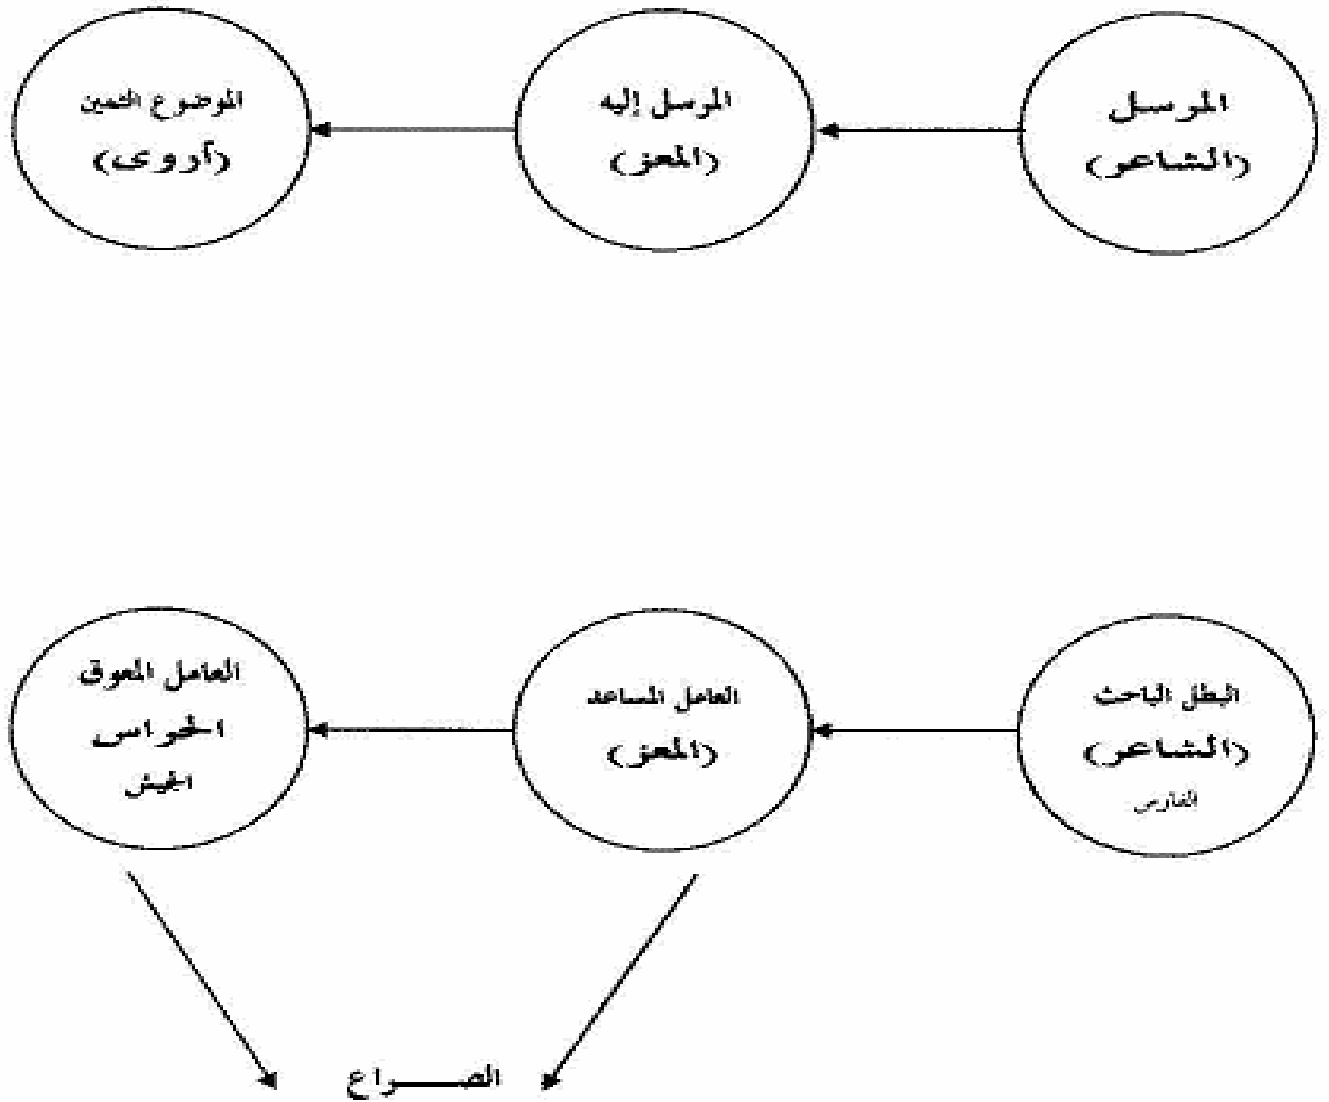 المرسل
(الشاعر)
المرسل إليه
(المعز)
الموضوع الثمين
(أروى)
البطل الباحث
(الشاعر)
الفارس
العامل المساعد
(المعز)
العامل المعوق
الحراس
الجيش
الصـــــراع